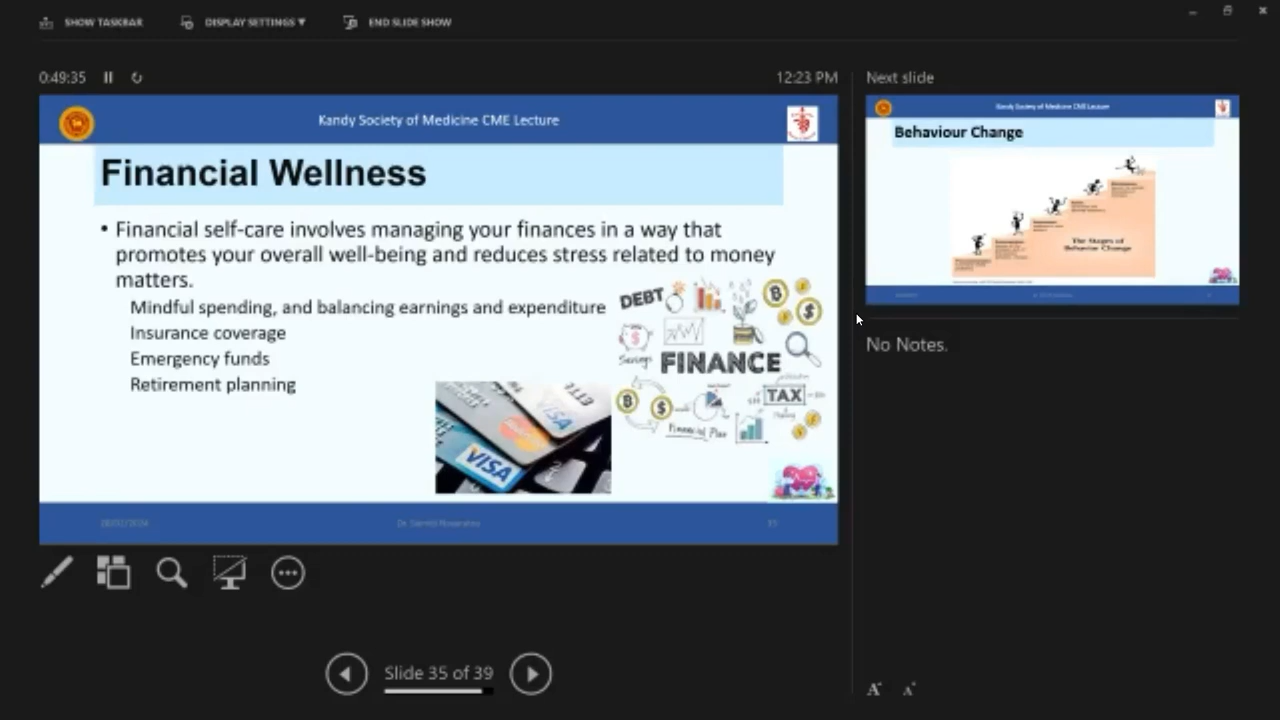 SHOW TASKBAR
DISPLAY SETTINGS ▼
END SLIDE SHOW
0:49:35
12:23 PM
Kandy Society of Medicine CME Lecture
Financial Wellness
• Financial self-care involves managing your finances in a way that
promotes your overall well-being and reduces stress related to money
matters.
Mindful spending, and balancing earnings and expenditure
Insurance coverage
Emergency funds
Retirement planning
DEBT
Savings
FINANCE
TAX
Financial Plan
VISA
VISA
35
Slide 35 of 39
Next slide
Kandy Society of Medicine CME Lecture
Behaviour Change
The Stages of
Behavior Change
No Notes.